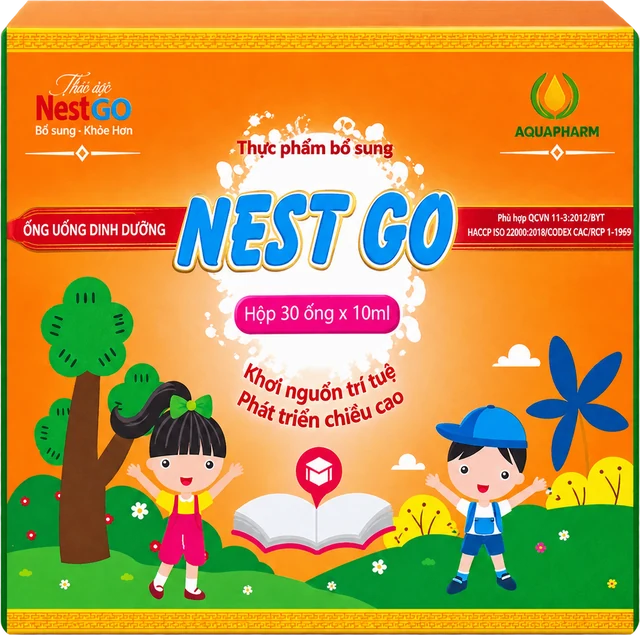 Thác dọc
NestGO
Bổ sung - Khỏe Hơn
AQUAPHARM
Thực phẩm bổ sung
ỐNG UỐNG DINH DƯỠNG
NEST GO
Phù hợp QCVN 11-3:2012/BYT
HACCP ISO 22000:2018/CODEX CAC/RCP 1-1969
Hộp 30 ống x 10ml
Khơi nguồn trí tuệ
Phát triển chiều cao